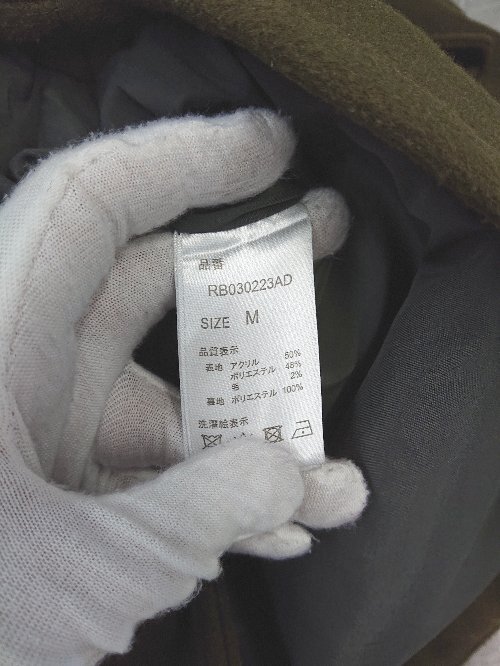 品番
RB030223AD
SIZE M
品質表示
表地 アクリル 50%
ポリエステル 48%
毛 2%
裏地 ポリエステル 100%
洗濯絵表示